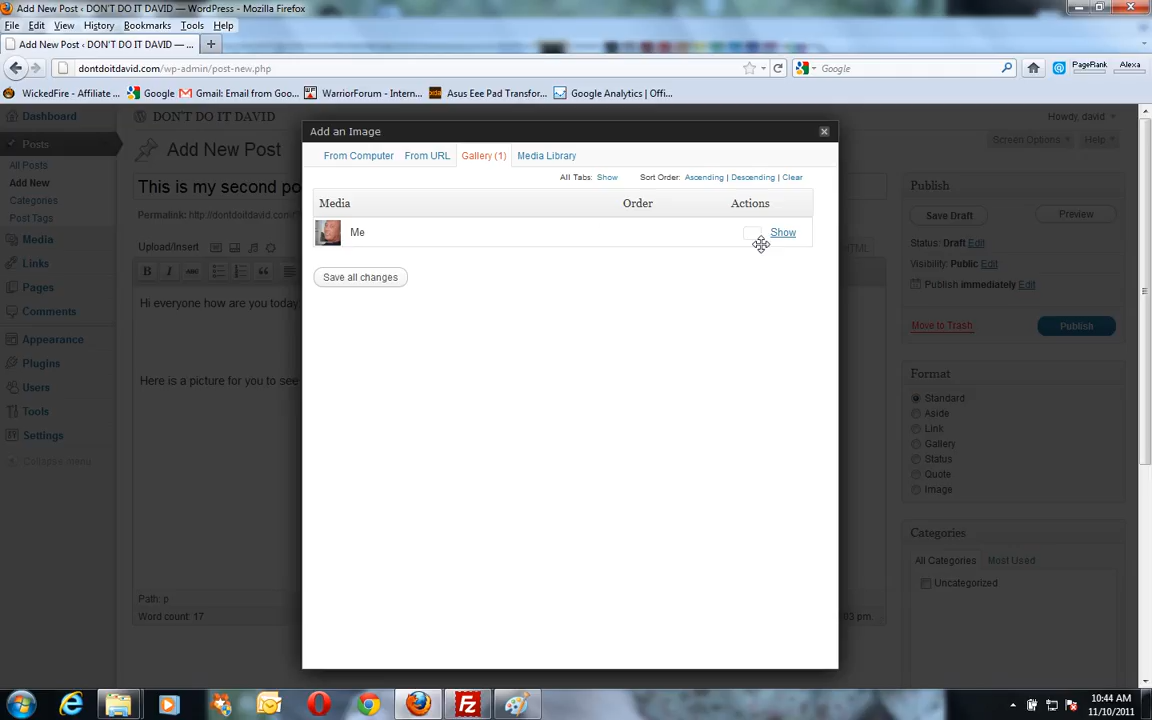 Add New Post ‹ DON'T DO IT DAVID — WordPress - Mozilla Firefox
File Edit View History Bookmarks Tools Help
Add New Post ‹ DON'T DO IT DAVID — ... +
dontdoitdavid.com/wp-admin/post-new.php
Google
PageRank
Alexa
WickedFire - Affiliate ... Google Gmail: Email from Goo... WarriorForum - Intern... Asus Eee Pad Transfor... Google Analytics | Offi...
Dashboard
DON'T DO IT DAVID
Howdy, david
Posts
All Posts
Add New
Categories
Post Tags
Media
Links
Pages
Comments
Appearance
Plugins
Users
Tools
Settings
Collapse menu
Add New Post
Screen Options
Help
This is my second po
Permalink: http://dontdoitdavid.com/
Upload/Insert
HTML
B I ABC “
Hi everyone how are you today
Here is a picture for you to see
Path: p
Word count: 17
03 pm.
Add an Image
From Computer From URL Gallery (1) Media Library
All Tabs: Show Sort Order: Ascending | Descending | Clear
Media Order Actions
Me Show
Save all changes
Publish
Save Draft Preview
Status: Draft Edit
Visibility: Public Edit
Publish immediately Edit
Move to Trash Publish
Format
Standard
Aside
Link
Gallery
Status
Quote
Image
Categories
All Categories Most Used
Uncategorized
10:44 AM
11/10/2011